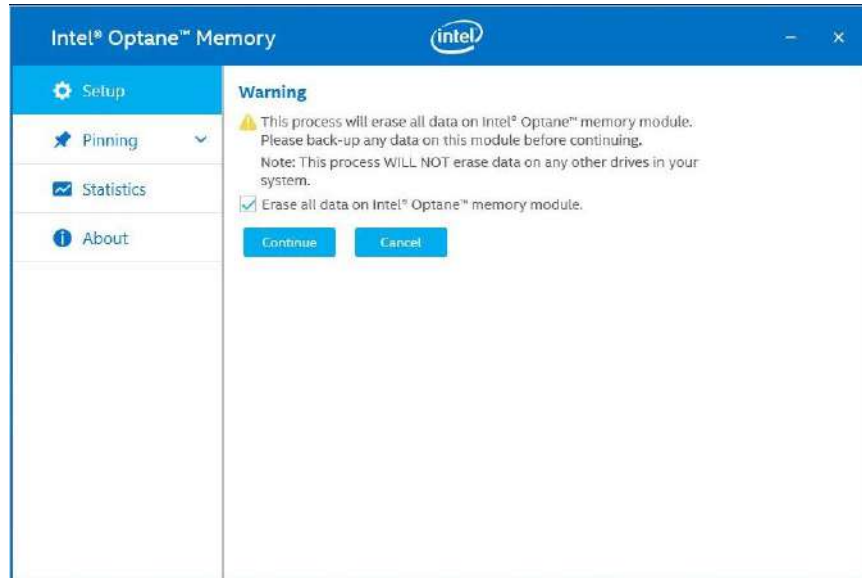 Intel® Optane™ Memory
intel
Setup
Pinning
Statistics
About
Warning
This process will erase all data on Intel® Optane™ memory module.
Please back-up any data on this module before continuing.
Note: This process WILL NOT erase data on any other drives in your
system.
Erase all data on Intel® Optane™ memory module.
Continue
Cancel